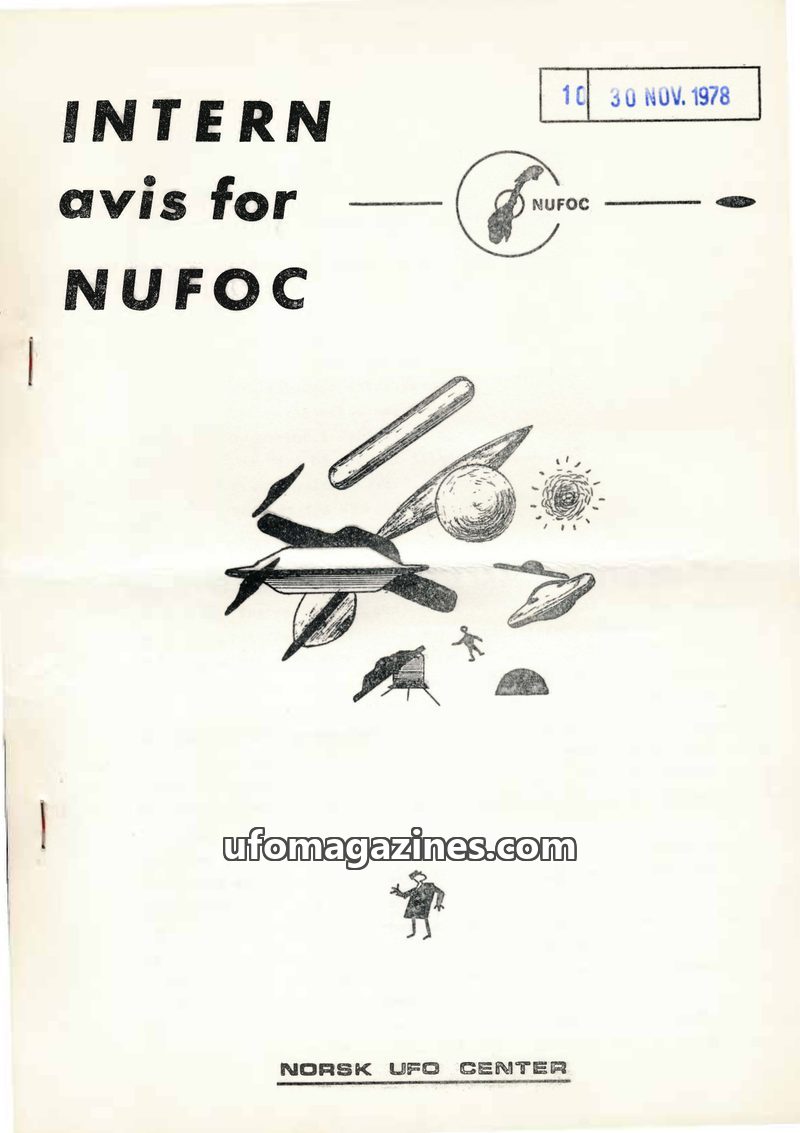 INTERN
avis for
NUFOC
10 30 NOV. 1978
NUFOC
ufomagazines.com
NORSK UFO CENTER